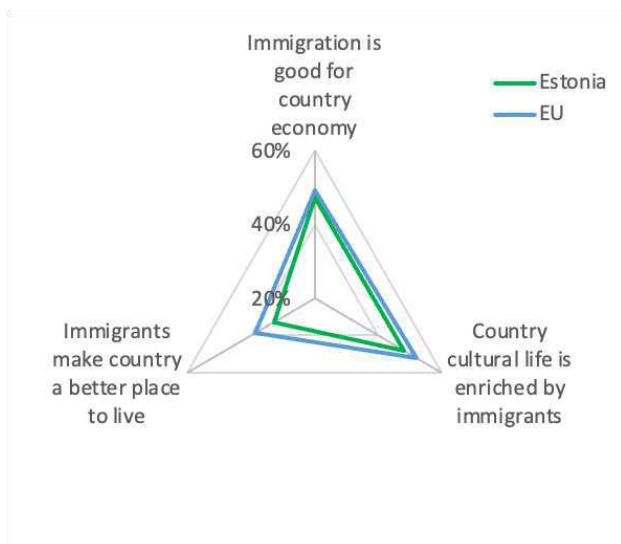 Immigration is
good for
country
economy
Estonia
EU
60%
40%
20%
Immigrants
make country
a better place
to live
Country
cultural life is
enriched by
immigrants